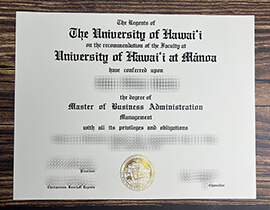 The Regents of
The University of Hawai'i
on the recommendation of the Faculty at
University of Hawai'i at Mānoa
have conferred upon
the degree of
Master of Business Administration
Management
with all its privileges and obligations
President
Chairperson, Board of Regents
Chancellor